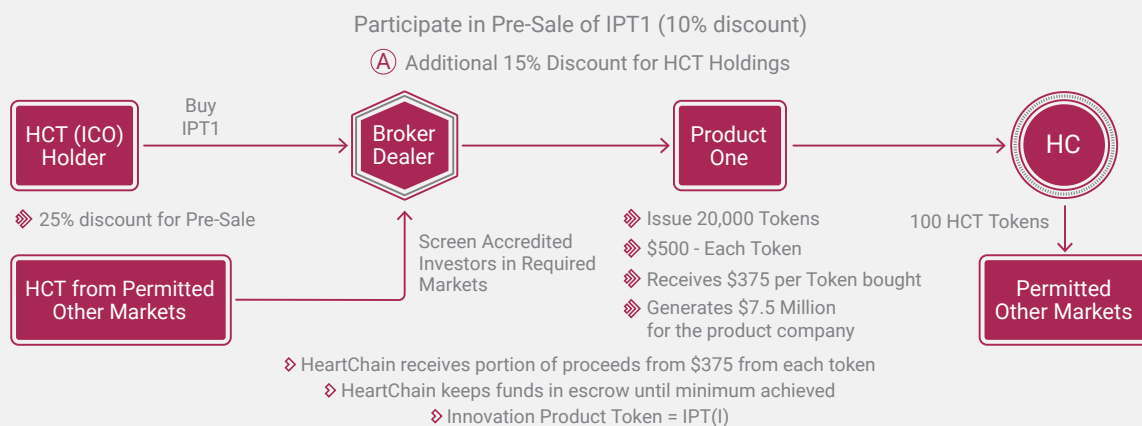 Participate in Pre-Sale of IPT1 (10% discount)
A Additional 15% Discount for HCT Holdings
HCT (ICO)
Holder
Buy
IPT1
Broker
Dealer
Product
One
HC
25% discount for Pre-Sale
HCT from Permitted
Other Markets
Screen Accredited
Investors in Required
Markets
Issue 20,000 Tokens
$500 - Each Token
Receives $375 per Token bought
Generates $7.5 Million
for the product company
100 HCT Tokens
Permitted
Other Markets
HeartChain receives portion of proceeds from $375 from each token
HeartChain keeps funds in escrow until minimum achieved
Innovation Product Token = IPT(I)